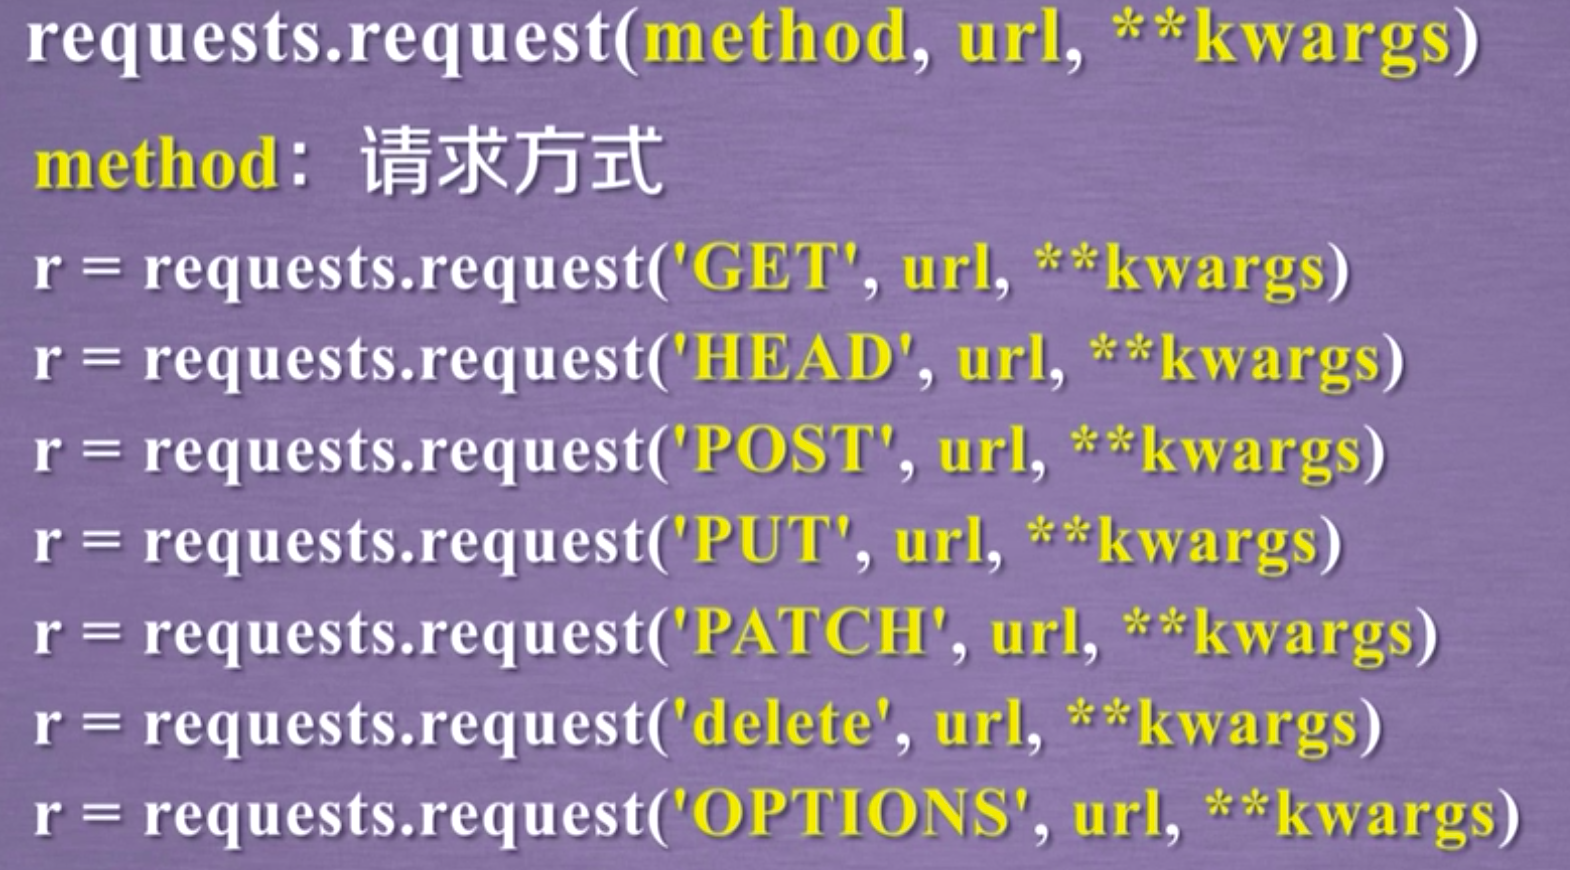 requests.request(method, url, **kwargs)
method：请求方式
r = requests.request('GET', url, **kwargs)
r = requests.request('HEAD', url, **kwargs)
r = requests.request('POST', url, **kwargs)
r = requests.request('PUT', url, **kwargs)
r = requests.request('PATCH', url, **kwargs)
r = requests.request('delete', url, **kwargs)
r = requests.request('OPTIONS', url, **kwargs)